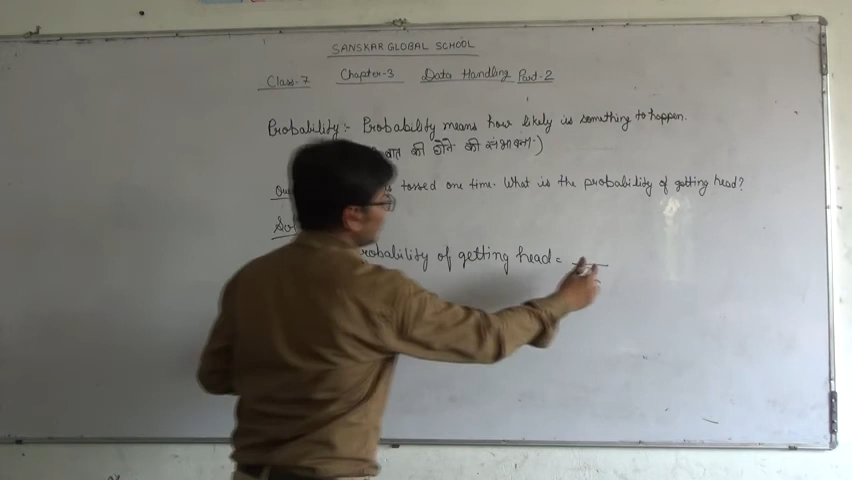 SANSKAR GLOBAL SCHOOL
Class-7 Chapter-3 Data Handling Part-2
Probability :- Probability means how likely is something to happen.
बात की होने की संभावना)
tossed one time. What is the probability of getting head?
Sol
robability of getting head =